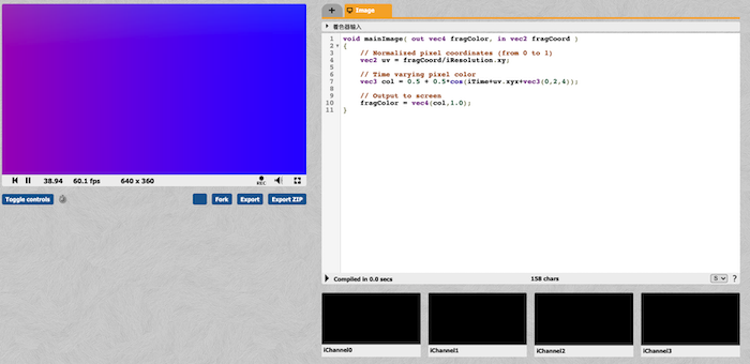 + Image
着色器输入
1 void mainImage( out vec4 fragColor, in vec2 fragCoord )
2 {
3 // Normalized pixel coordinates (from 0 to 1)
4 vec2 uv = fragCoord/iResolution.xy;
5
6 // Time varying pixel color
7 vec3 col = 0.5 + 0.5*cos(iTime+uv.xyx+vec3(0,2,4));
8
9 // Output to screen
10 fragColor = vec4(col,1.0);
11 }
38.94 60.1 fps 640 x 360 REC
Toggle controls Fork Export Export ZIP
Compiled in 0.0 secs 158 chars S ?
iChannel0 iChannel1 iChannel2 iChannel3